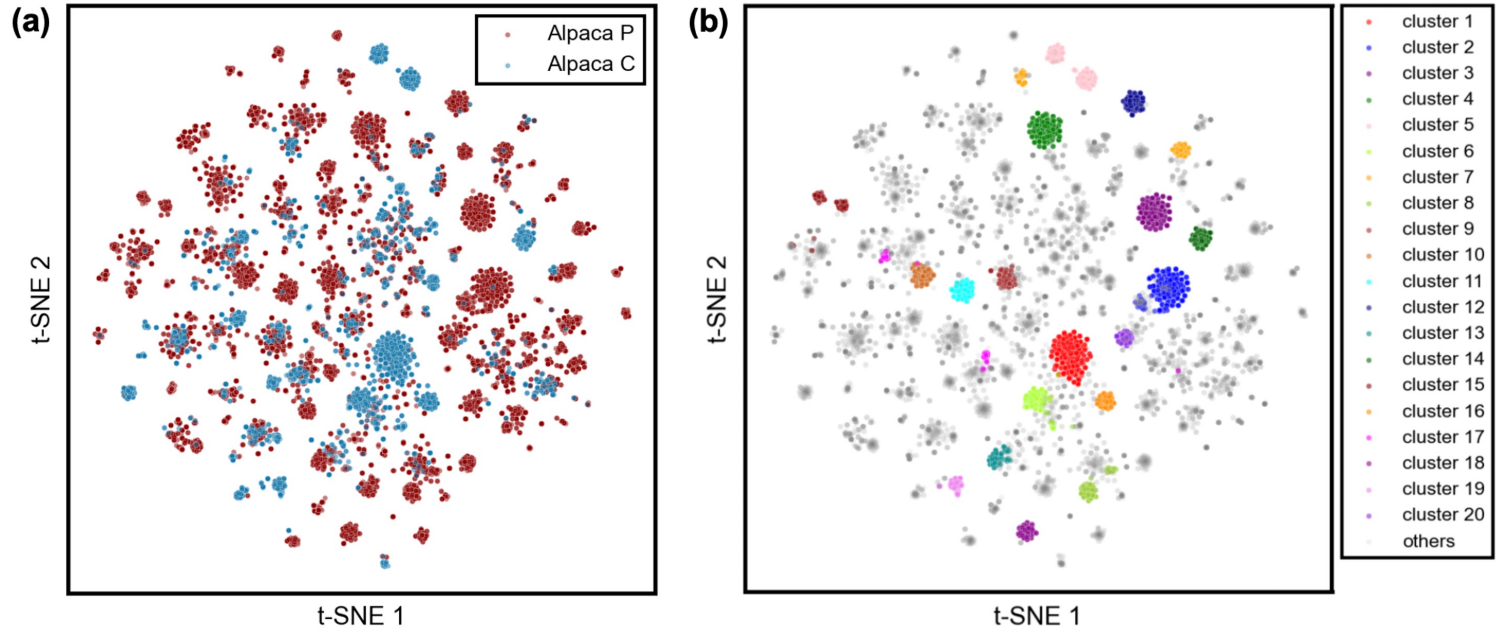 (a)
Alpaca P
Alpaca C
t-SNE 2
t-SNE 1
(b)
t-SNE 2
t-SNE 1
cluster 1
cluster 2
cluster 3
cluster 4
cluster 5
cluster 6
cluster 7
cluster 8
cluster 9
cluster 10
cluster 11
cluster 12
cluster 13
cluster 14
cluster 15
cluster 16
cluster 17
cluster 18
cluster 19
cluster 20
others